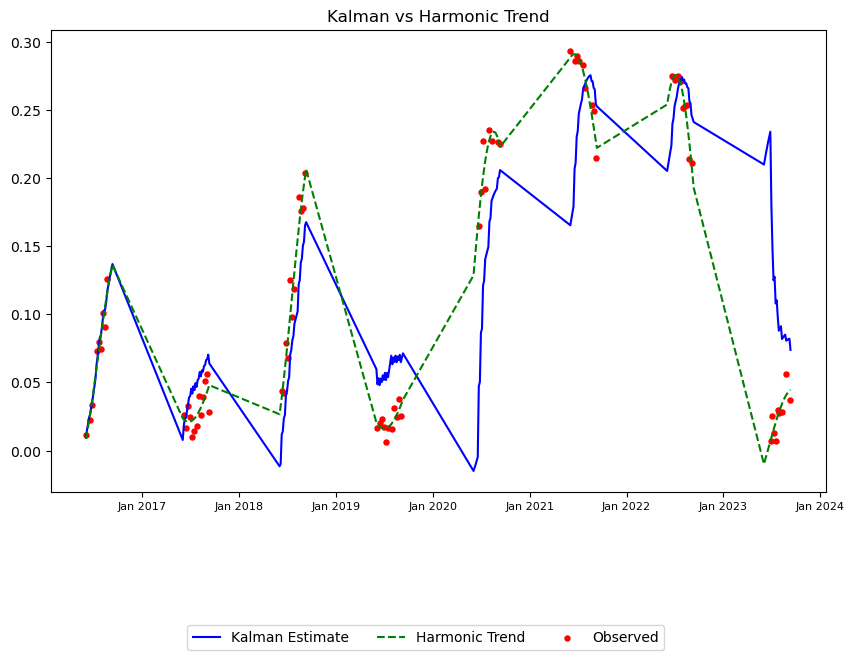 Kalman vs Harmonic Trend
0.30
0.25
0.20
0.15
0.10
0.05
0.00
Jan 2017 Jan 2018 Jan 2019 Jan 2020 Jan 2021 Jan 2022 Jan 2023 Jan 2024
Kalman Estimate Harmonic Trend Observed